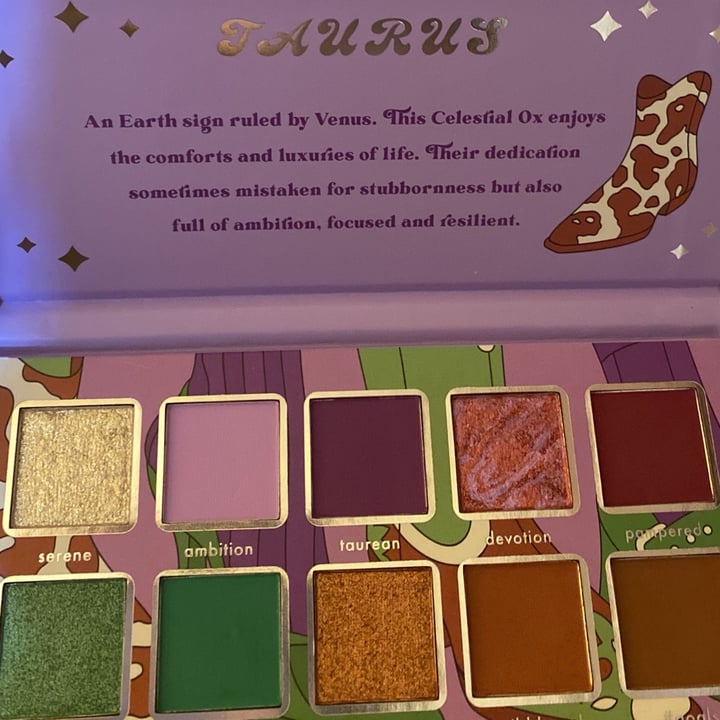 TAURUS
An Earth sign ruled by Venus. This Celestial Ox enjoys
the comforts and luxuries of life. Their dedication
sometimes mistaken for stubbornness but also
full of ambition, focused and resilient.
serene ambition taurean devotion pampered